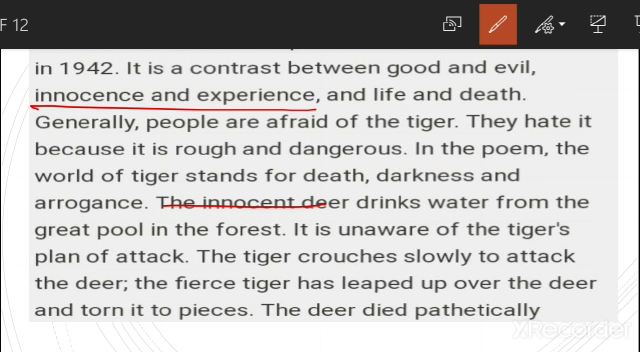 F 12
in 1942. It is a contrast between good and evil,
innocence and experience, and life and death.
Generally, people are afraid of the tiger. They hate it
because it is rough and dangerous. In the poem, the
world of tiger stands for death, darkness and
arrogance. The innocent deer drinks water from the
great pool in the forest. It is unaware of the tiger's
plan of attack. The tiger crouches slowly to attack
the deer; the fierce tiger has leaped up over the deer
and torn it to pieces. The deer died pathetically
XRecorder